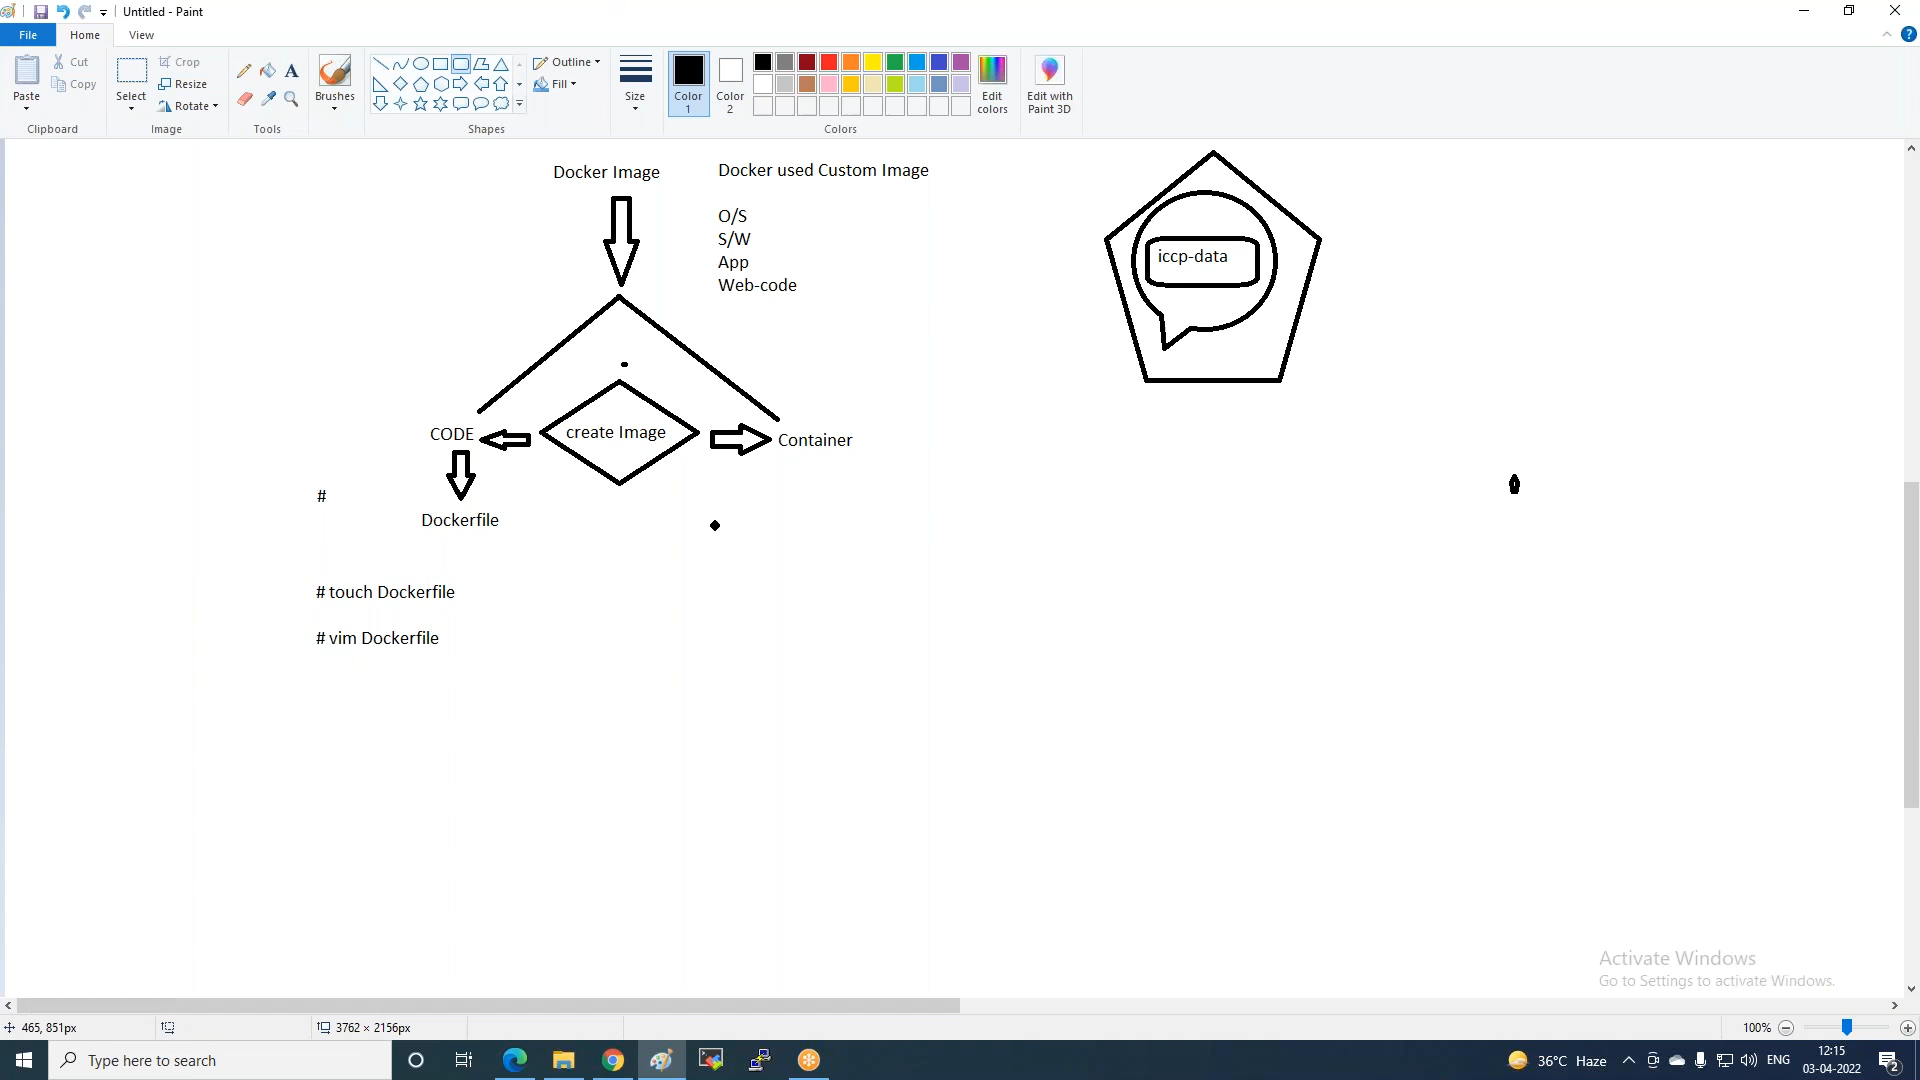 Untitled - Paint
File
Home
View
Paste
Cut
Copy
Clipboard
Select
Crop
Resize
Rotate
Image
Tools
Brushes
Shapes
Outline
Fill
Size
Color
1
Color
2
Colors
Edit
colors
Edit with
Paint 3D
Docker Image
Docker used Custom Image
O/S
S/W
App
Web-code
iccp-data
CODE
create Image
Container
#
Dockerfile
# touch Dockerfile
# vim Dockerfile
Activate Windows
Go to Settings to activate Windows.
465, 851px
3762 × 2156px
100%
Type here to search
36°C Haze
ENG
12:15
03-04-2022
2